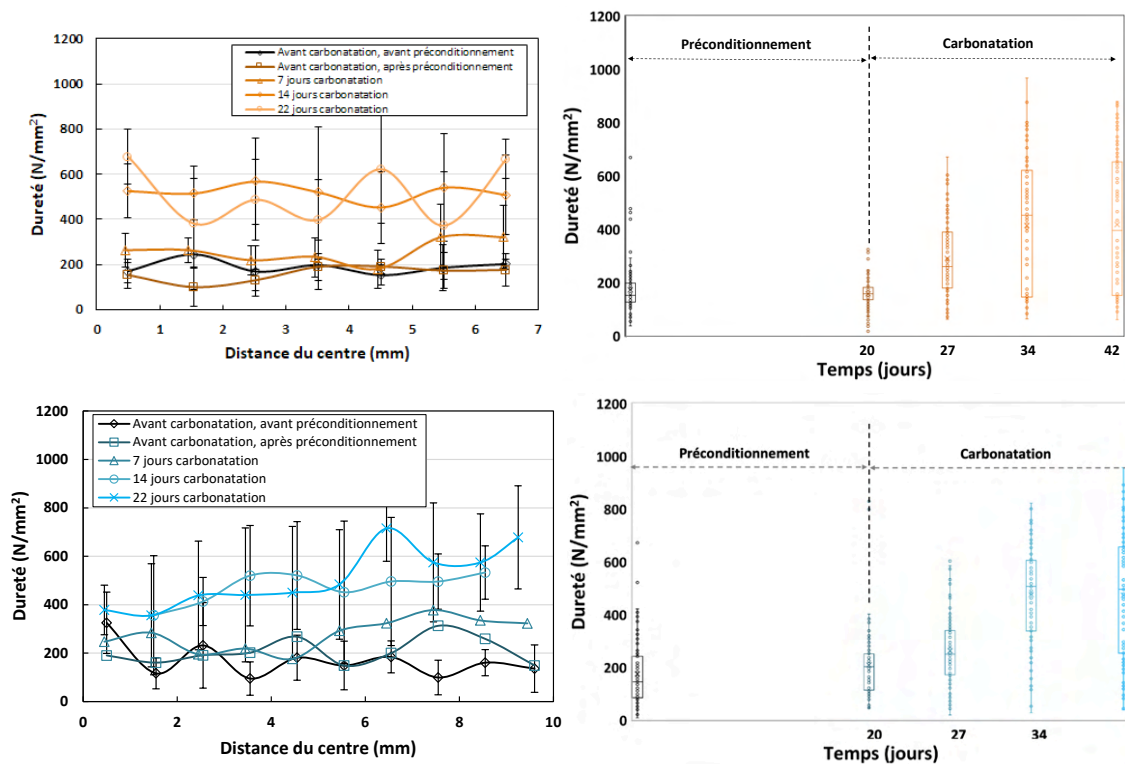 1200
1000
800
600
400
200
0
Dureté (N/mm²)
Avant carbonatation, avant préconditionnement
Avant carbonatation, après préconditionnement
7 jours carbonatation
14 jours carbonatation
22 jours carbonatation
0 1 2 3 4 5 6 7
Distance du centre (mm)
1200
1000
800
600
400
200
0
Dureté (N/mm²)
Préconditionnement Carbonatation
20 27 34 42
Temps (jours)
1200
1000
800
600
400
200
0
Dureté (N/mm²)
Avant carbonatation, avant préconditionnement
Avant carbonatation, après préconditionnement
7 jours carbonatation
14 jours carbonatation
22 jours carbonatation
0 2 4 6 8 10
Distance du centre (mm)
1200
1000
800
600
400
200
0
Dureté (N/mm²)
Préconditionnement Carbonatation
20 27 34
Temps (jours)